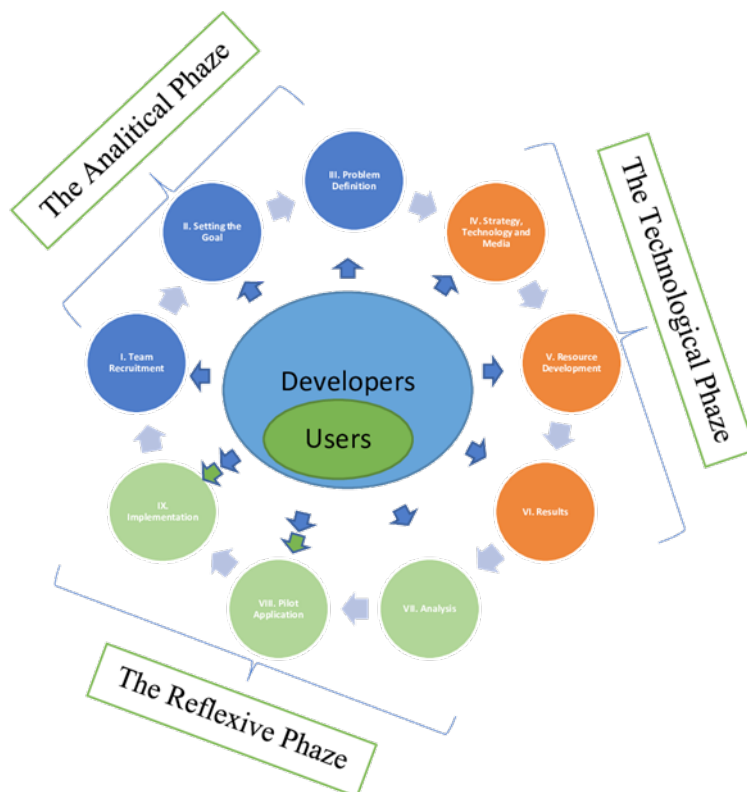 The Analitical Phaze
III. Problem
Definition
II. Setting the
Goal
IV. Strategy,
Technology and
Media
The Technological Phaze
I. Team
Recruitment
V. Resource
Development
Developers
Users
IX.
Implementation
VI. Results
VIII. Pilot
Application
VII. Analysis
The Reflexive Phaze